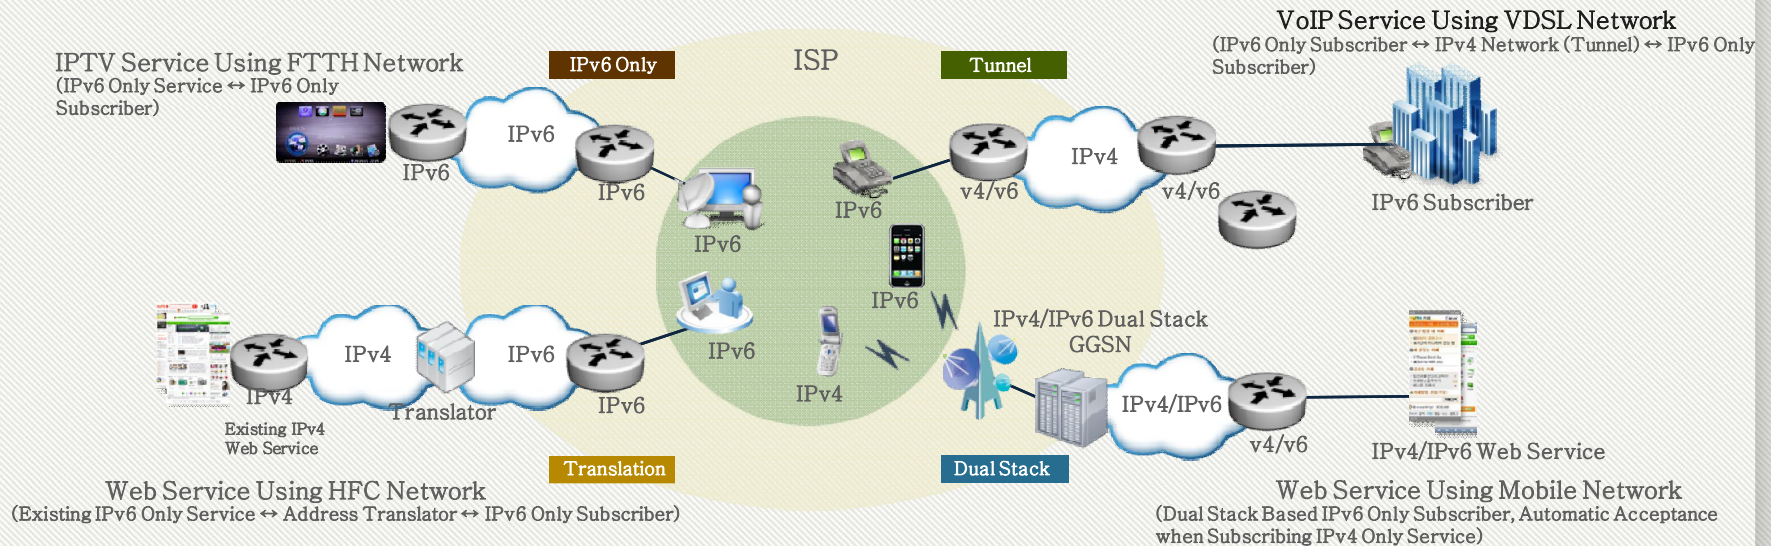 VoIP Service Using VDSL Network
(IPv6 Only Subscriber ↔ IPv4 Network (Tunnel) ↔ IPv6 Only
Subscriber)
IPTV Service Using FTTH Network
(IPv6 Only Service ↔ IPv6 Only
Subscriber)
IPv6 Only
ISP
Tunnel
IPv6
IPv6
IPv6
IPv6
IPv6
v4/v6
IPv4
v4/v6
IPv6 Subscriber
IPv6
IPv4
IPv4
Translator
IPv6
IPv6
IPv6
IPv4
IPv4/IPv6 Dual Stack
GGSN
IPv4/IPv6
v4/v6
IPv4/IPv6 Web Service
Existing IPv4
Web Service
Translation
Dual Stack
Web Service Using HFC Network
(Existing IPv6 Only Service ↔ Address Translator ↔ IPv6 Only Subscriber)
Web Service Using Mobile Network
(Dual Stack Based IPv6 Only Subscriber, Automatic Acceptance
when Subscribing IPv4 Only Service)